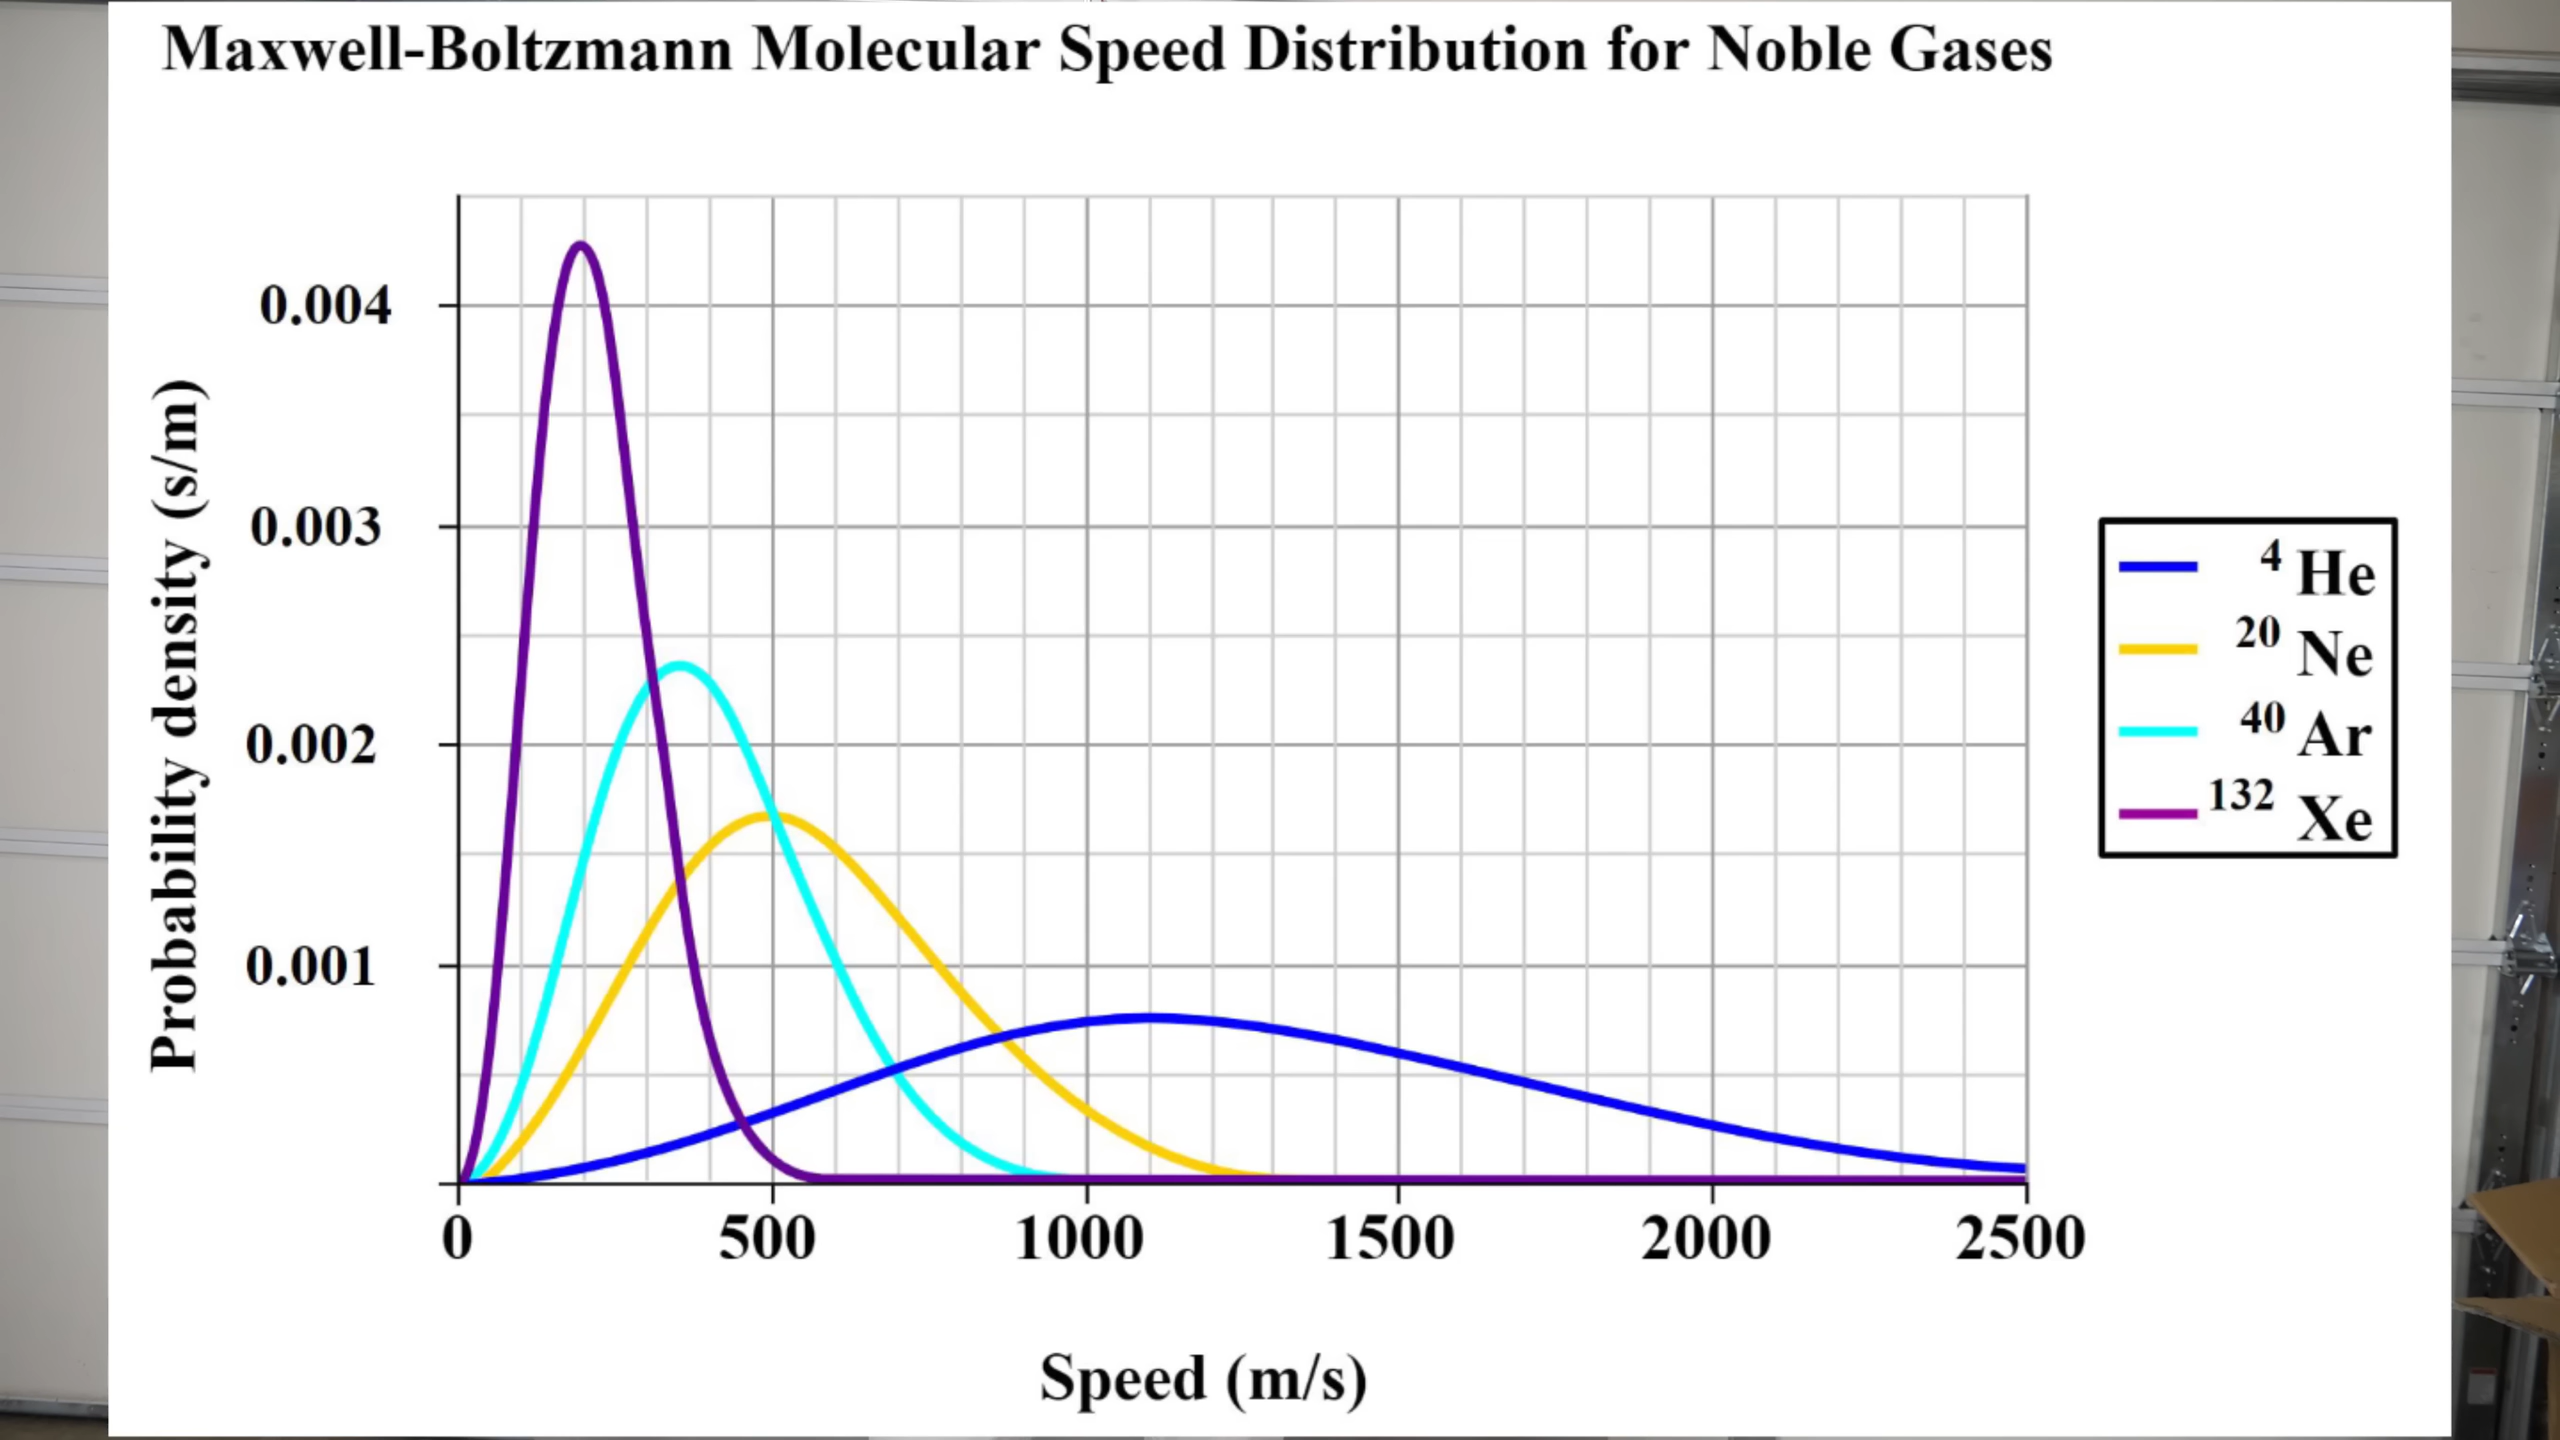 Maxwell-Boltzmann Molecular Speed Distribution for Noble Gases
0.004
0.003
0.002
0.001
Probability density (s/m)
0 500 1000 1500 2000 2500
Speed (m/s)
4 He
20 Ne
40 Ar
132 Xe